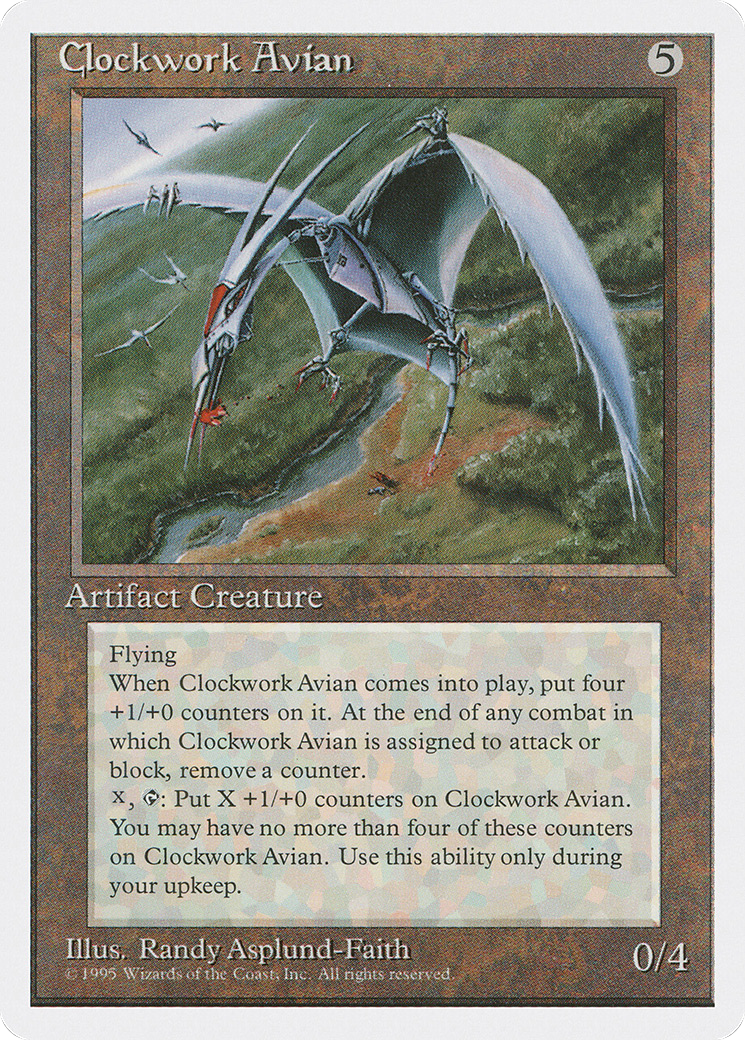 Clockwork Avian
5
Artifact Creature
Flying
When Clockwork Avian comes into play, put four
+1/+0 counters on it. At the end of any combat in
which Clockwork Avian is assigned to attack or
block, remove a counter.
X, : Put X +1/+0 counters on Clockwork Avian.
You may have no more than four of these counters
on Clockwork Avian. Use this ability only during
your upkeep.
Illus. Randy Asplund-Faith
0/4
© 1995 Wizards of the Coast, Inc. All rights reserved.